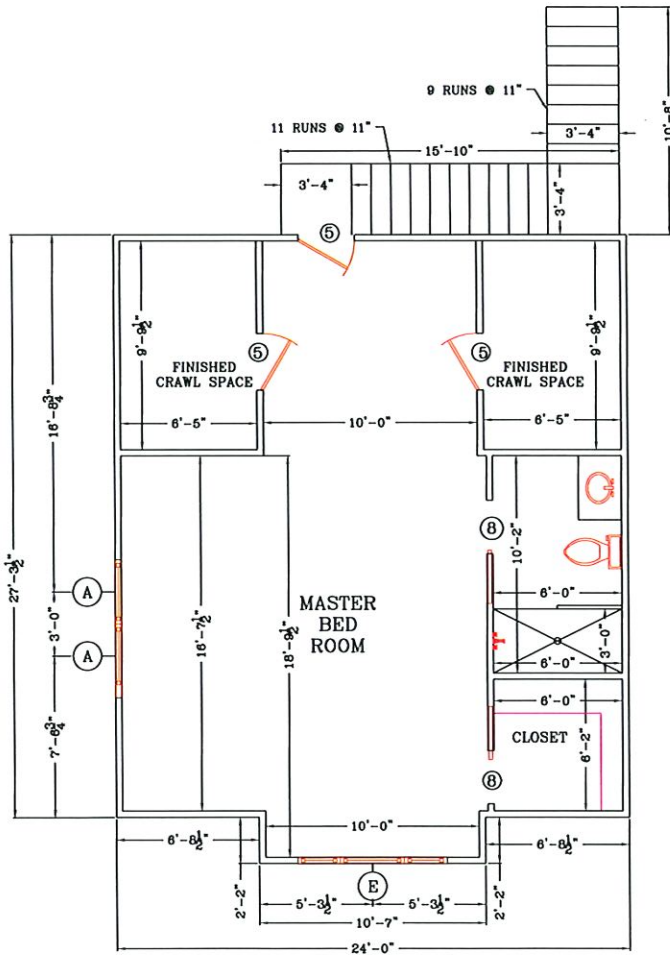 9 RUNS @ 11"
10'-8"
11 RUNS @ 11"
3'-4"
15'-10"
3'-4"
3'-4"
5
9'-9½"
9'-9½"
5
5
FINISHED
CRAWL SPACE
FINISHED
CRAWL SPACE
16'-8¾"
6'-5"
10'-0"
6'-5"
8
10'-2"
27'-3½"
A
3'-0"
A
16'-7½"
18'-9½"
MASTER
BED
ROOM
6'-0"
3'-0"
6'-0"
6'-0"
7'-6¾"
CLOSET
6'-2"
8
10'-0"
6'-8½"
6'-8½"
2'-2"
E
2'-2"
5'-3½"
5'-3½"
10'-7"
24'-0"